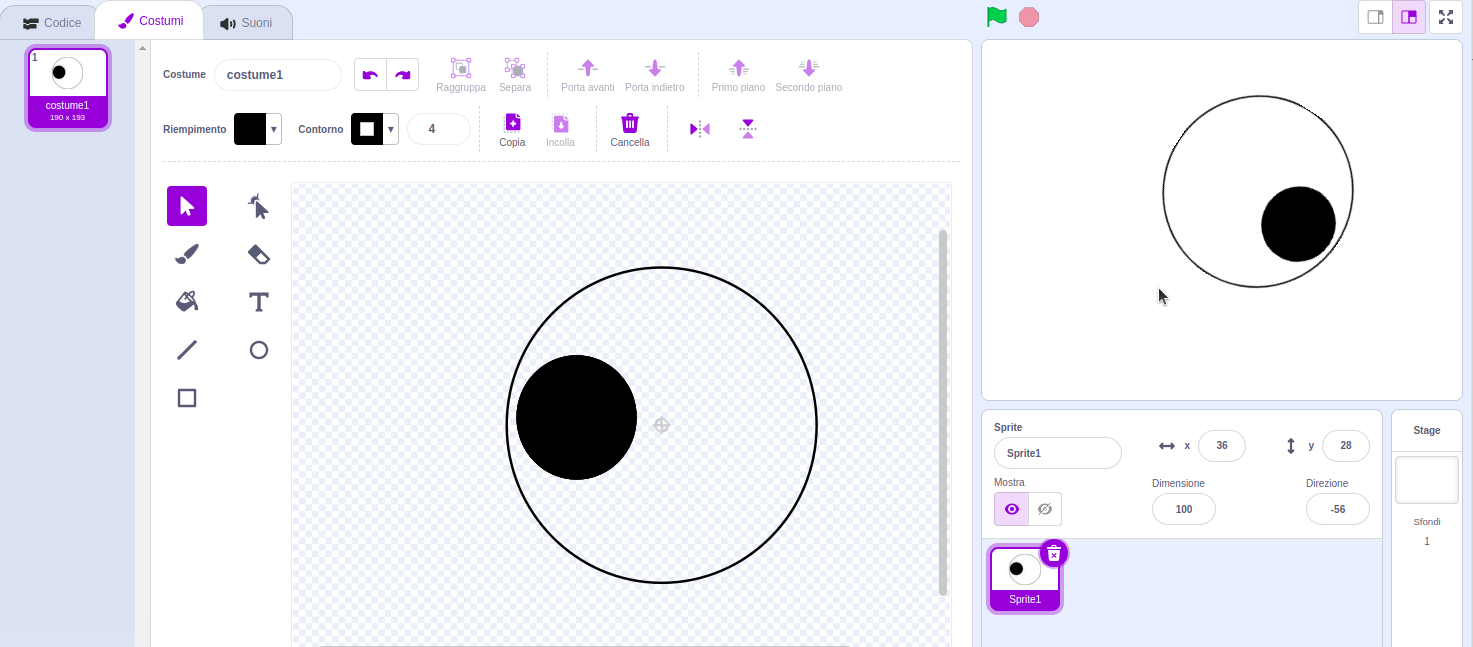 Codice
Costumi
Suoni
1
costume1
190 x 193
Costume
costume1
Raggruppa
Separa
Porta avanti
Porta indietro
Primo piano
Secondo piano
Riempimento
Contorno
4
Copia
Incolla
Cancella
Sprite
Sprite1
x
36
y
28
Mostra
Dimensione
100
Direzione
-56
Sprite1
Stage
Sfondi
1